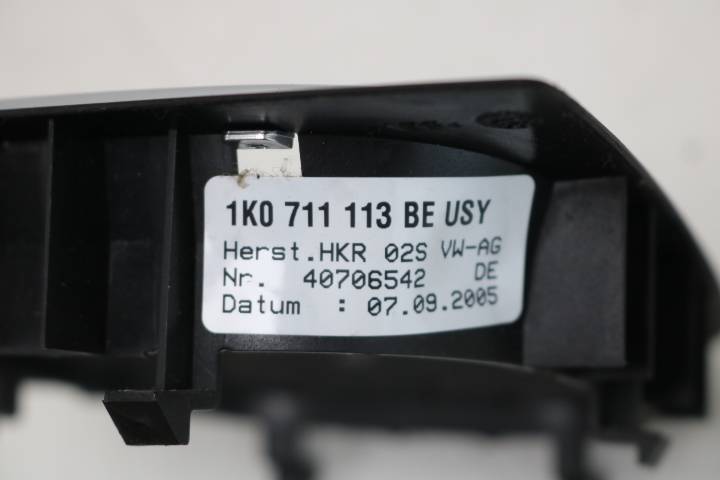 1K0 711 113 BE USY
Herst.HKR 02S VW-AG
Nr. 40706542 DE
Datum : 07.09.2005